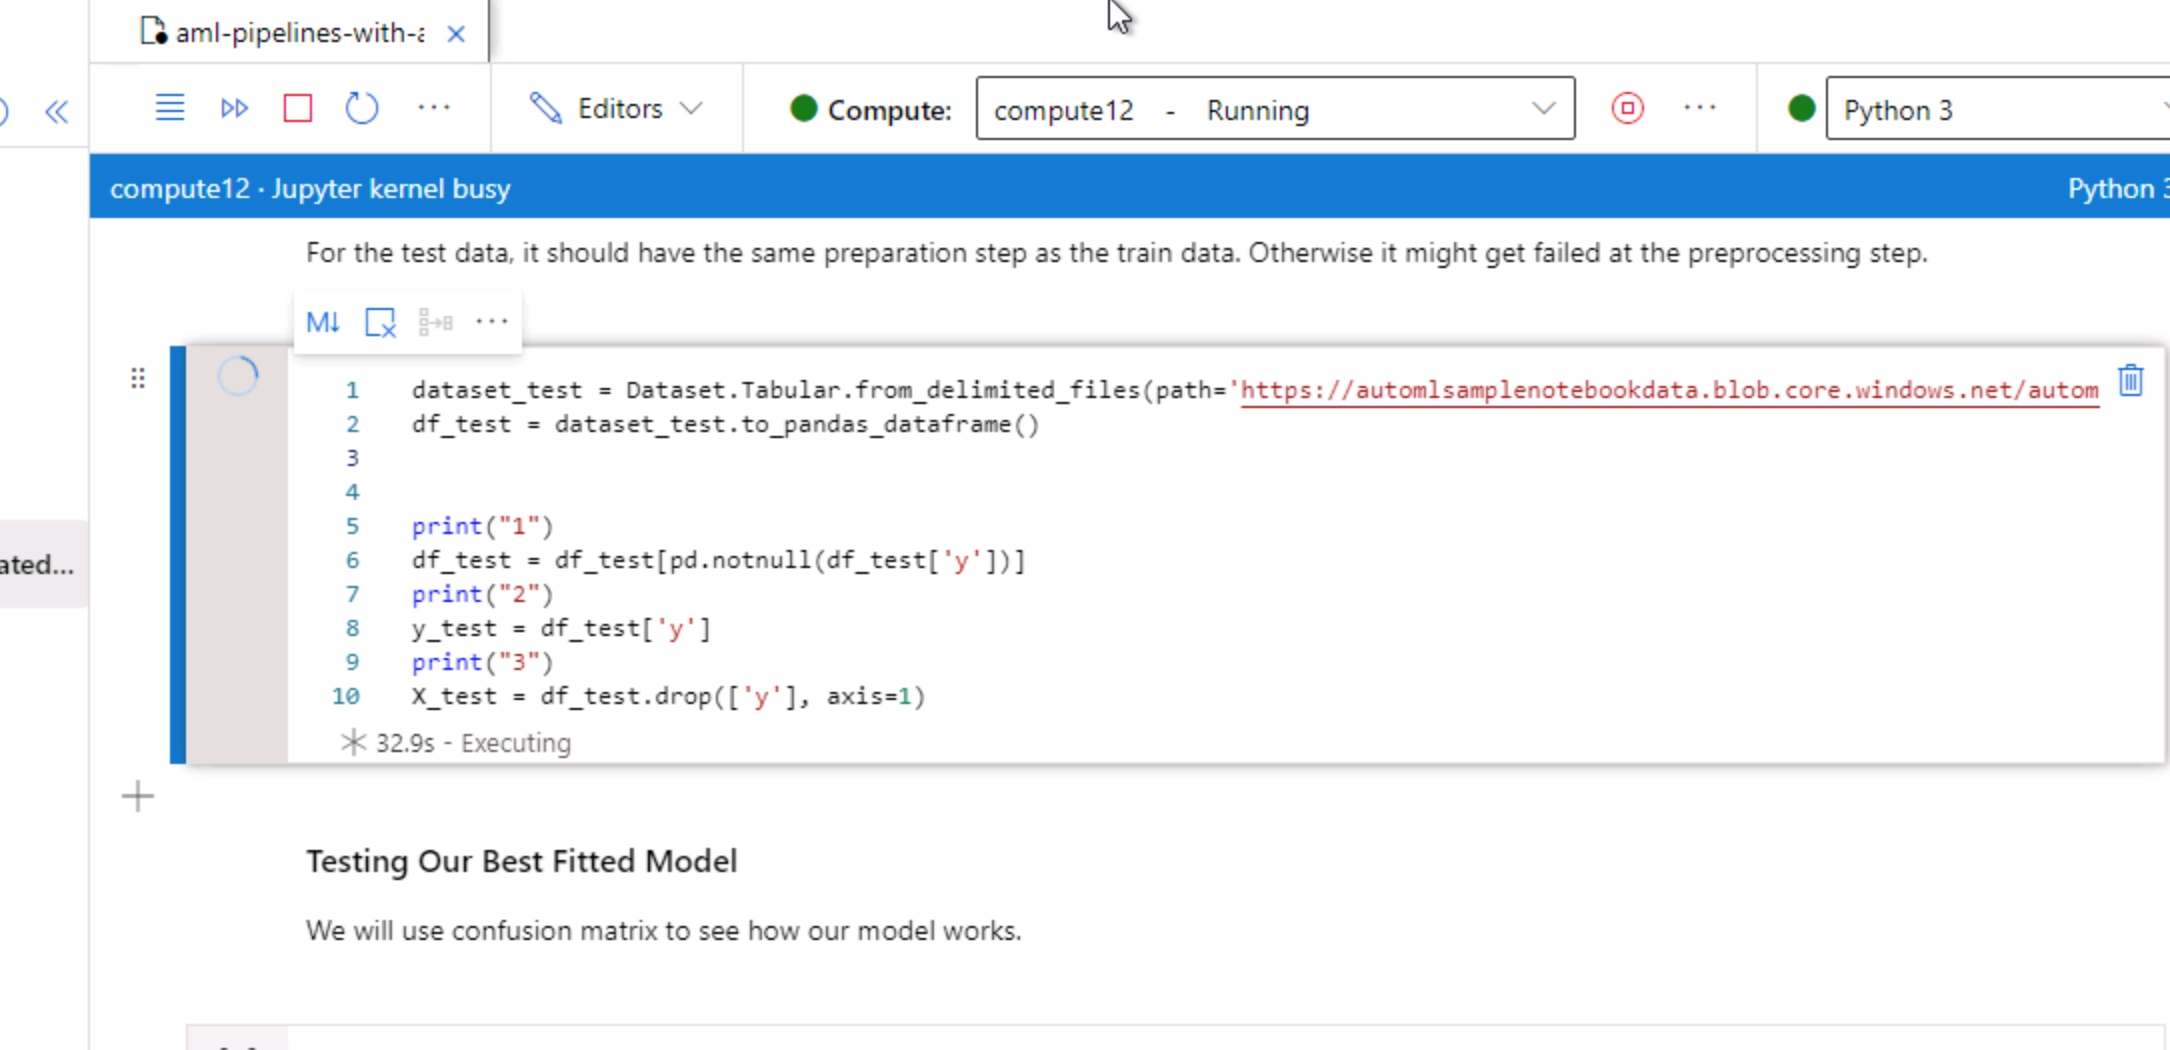 aml-pipelines-with-a
Editors
Compute: compute12 - Running
Python 3
compute12 · Jupyter kernel busy
Python 3
For the test data, it should have the same preparation step as the train data. Otherwise it might get failed at the preprocessing step.
M↓
1 dataset_test = Dataset.Tabular.from_delimited_files(path='https://automlsamplenotebookdata.blob.core.windows.net/autom
2 df_test = dataset_test.to_pandas_dataframe()
3
4
5 print("1")
6 df_test = df_test[pd.notnull(df_test['y'])]
7 print("2")
8 y_test = df_test['y']
9 print("3")
10 X_test = df_test.drop(['y'], axis=1)
32.9s - Executing
ated...
Testing Our Best Fitted Model
We will use confusion matrix to see how our model works.